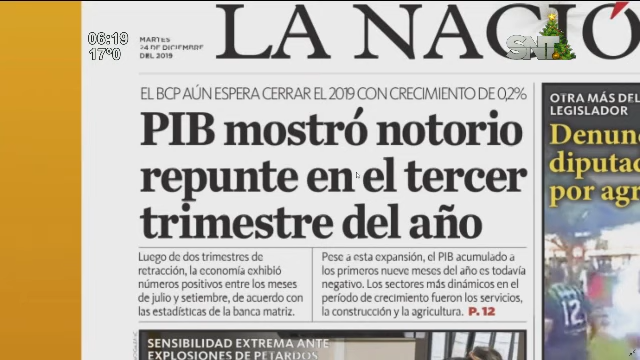 06:19
17°0
MARTES
24 DE DICIEMBRE
DEL 2019
LA NACIÓ
SNT
EL BCP AÚN ESPERA CERRAR EL 2019 CON CRECIMIENTO DE 0,2%
PIB mostró notorio
repunte en el tercer
trimestre del año
Luego de dos trimestres de
retracción, la economía exhibió
números positivos entre los meses
de julio y setiembre, de acuerdo con
las estadísticas de la banca matriz.
Pese a esta expansión, el PIB acumulado a
los primeros nueve meses del año es todavía
negativo. Los sectores más dinámicos en el
período de crecimiento fueron los servicios,
la construcción y la agricultura. P. 12
OTRA MÁS DEL
LEGISLADOR
Denun
diputad
por agr
SENSIBILIDAD EXTREMA ANTE
EXPLOSIONES DE PETARDOS